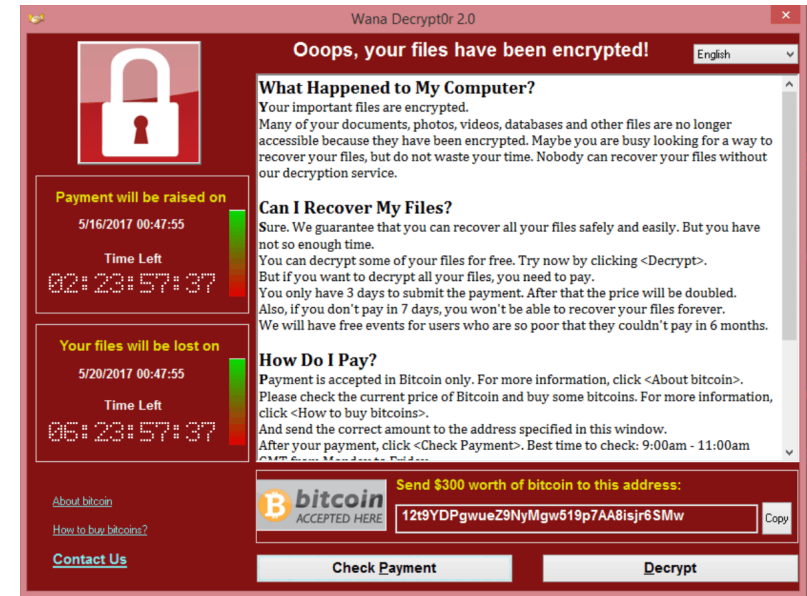 Wana Decrypt0r 2.0
Ooops, your files have been encrypted!
English
What Happened to My Computer?
Your important files are encrypted.
Many of your documents, photos, videos, databases and other files are no longer
accessible because they have been encrypted. Maybe you are busy looking for a way to
recover your files, but do not waste your time. Nobody can recover your files without
our decryption service.
Can I Recover My Files?
Sure. We guarantee that you can recover all your files safely and easily. But you have
not so enough time.
You can decrypt some of your files for free. Try now by clicking <Decrypt>.
But if you want to decrypt all your files, you need to pay.
You only have 3 days to submit the payment. After that the price will be doubled.
Also, if you don't pay in 7 days, you won't be able to recover your files forever.
We will have free events for users who are so poor that they couldn't pay in 6 months.
How Do I Pay?
Payment is accepted in Bitcoin only. For more information, click <About bitcoin>.
Please check the current price of Bitcoin and buy some bitcoins. For more information,
click <How to buy bitcoins>.
And send the correct amount to the address specified in this window.
After your payment, click <Check Payment>. Best time to check: 9:00am - 11:00am
GMT from Monday to Friday
Payment will be raised on
5/16/2017 00:47:55
Time Left
02:23:57:37
Your files will be lost on
5/20/2017 00:47:55
Time Left
06:23:57:37
About bitcoin
How to buy bitcoins?
Contact Us
bitcoin
ACCEPTED HERE
Send $300 worth of bitcoin to this address:
12t9YDPgwueZ9NyMgw519p7AA8isjr6SMw
Copy
Check Payment
Decrypt